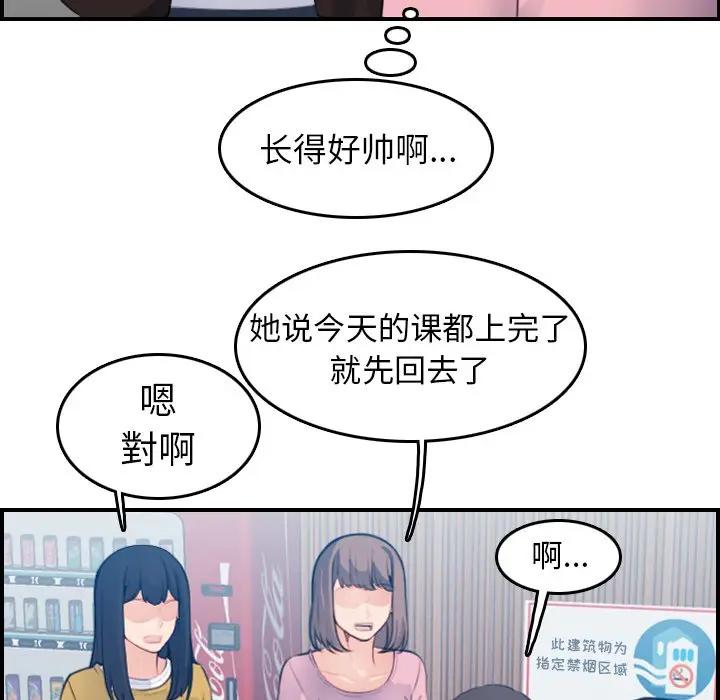 长得好帅啊...
她说今天的课都上完了
就先回去了
嗯
對啊
啊...
此建筑物为
指定禁烟区域